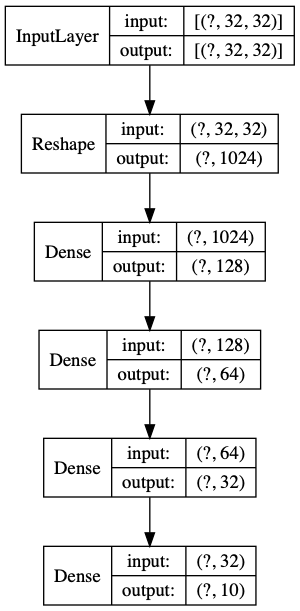 InputLayer
input: [(?, 32, 32)]
output: [(?, 32, 32)]
Reshape
input: (?, 32, 32)
output: (?, 1024)
Dense
input: (?, 1024)
output: (?, 128)
Dense
input: (?, 128)
output: (?, 64)
Dense
input: (?, 64)
output: (?, 32)
Dense
input: (?, 32)
output: (?, 10)